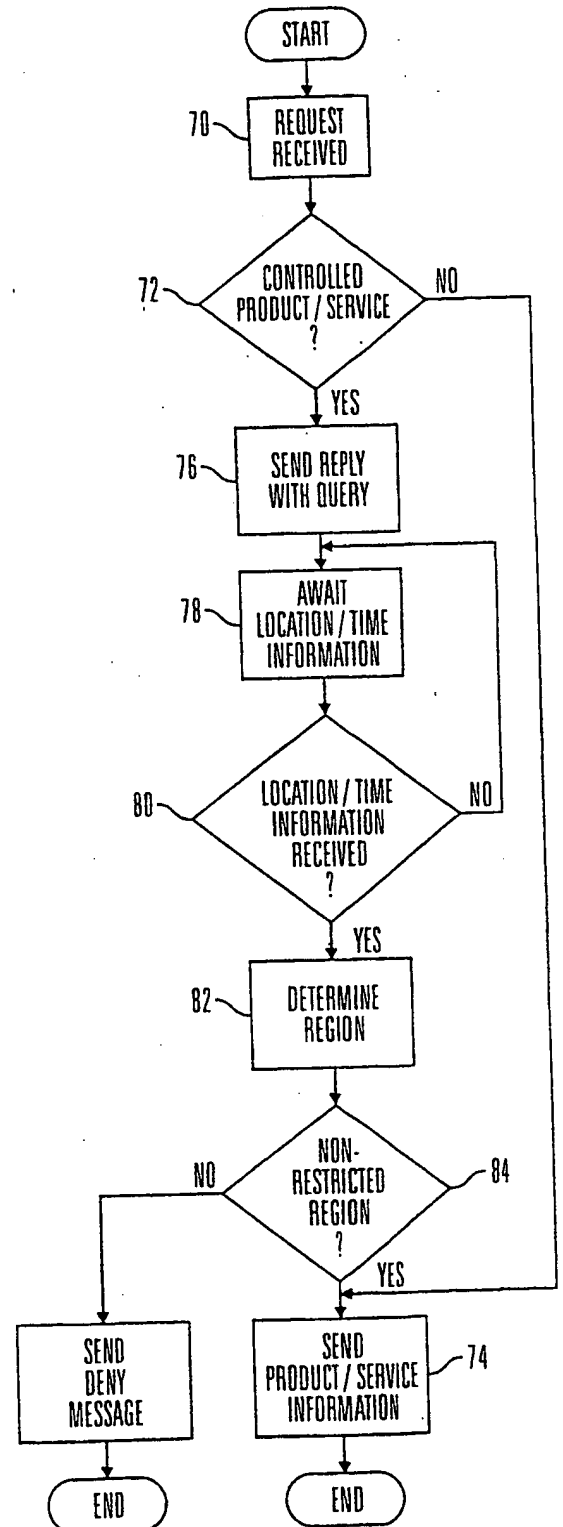 START
70
REQUEST
RECEIVED
72
CONTROLLED
PRODUCT / SERVICE
?
NO
YES
76
SEND REPLY
WITH QUERY
78
AWAIT
LOCATION / TIME
INFORMATION
80
LOCATION / TIME
INFORMATION
RECEIVED
?
NO
YES
82
DETERMINE
REGION
NO
NON-
RESTRICTED
REGION
?
84
YES
SEND
DENY
MESSAGE
SEND
PRODUCT / SERVICE
INFORMATION
74
END
END